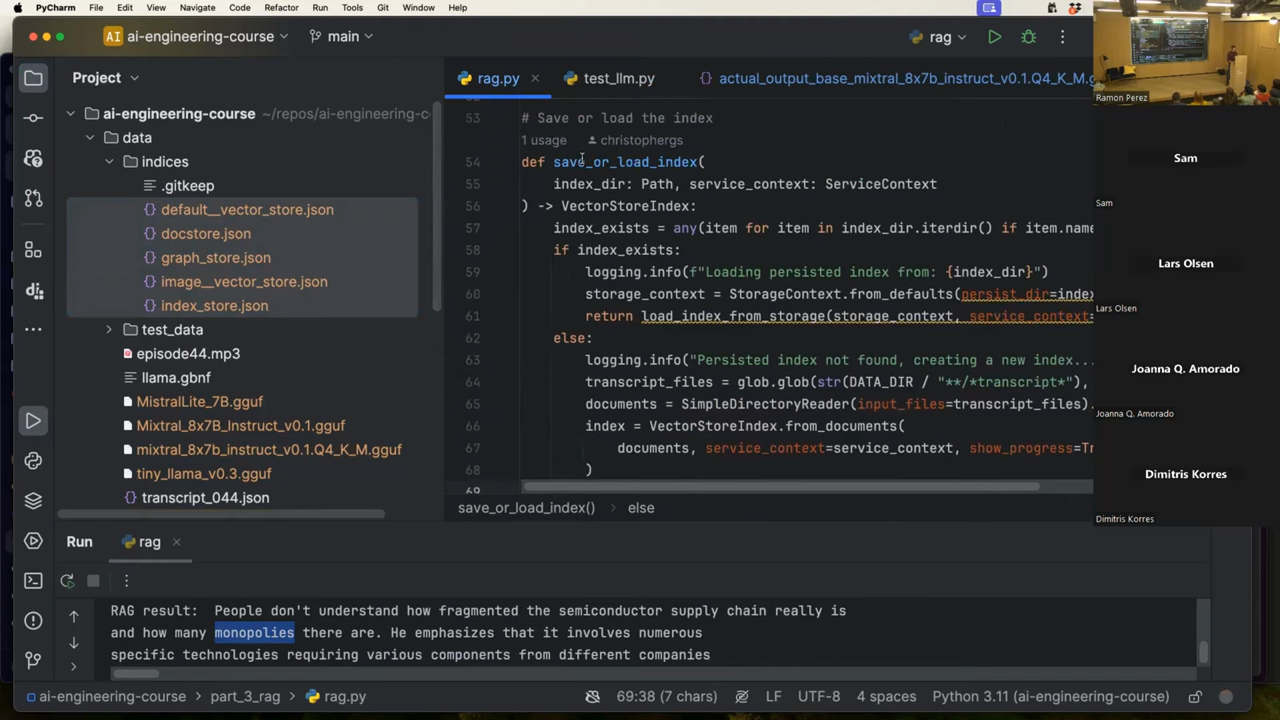 PyCharm File Edit View Navigate Code Refactor Run Tools Git Window Help
AI ai-engineering-course main rag
Project
rag.py test_llm.py {} actual_output_base_mixtral_8x7b_instruct_v0.1.Q4_K_M.g
ai-engineering-course ~/repos/ai-engineering-c
data
indices
.gitkeep
{} default__vector_store.json
{} docstore.json
{} graph_store.json
{} image__vector_store.json
{} index_store.json
test_data
episode44.mp3
llama.gbnf
MistralLite_7B.gguf
Mixtral_8x7B_Instruct_v0.1.gguf
mixtral_8x7b_instruct_v0.1.Q4_K_M.gguf
tiny_llama_v0.3.gguf
{} transcript_044.json
53 # Save or load the index
1 usage christophergs
54 def save_or_load_index(
55 index_dir: Path, service_context: ServiceContext
56 ) -> VectorStoreIndex:
57 index_exists = any(item for item in index_dir.iterdir() if item.name
58 if index_exists:
59 logging.info(f"Loading persisted index from: {index_dir}")
60 storage_context = StorageContext.from_defaults(persist_dir=index
61 return load_index_from_storage(storage_context, service_context=
62 else:
63 logging.info("Persisted index not found, creating a new index...
64 transcript_files = glob.glob(str(DATA_DIR / "**/*transcript*"),
65 documents = SimpleDirectoryReader(input_files=transcript_files).
66 index = VectorStoreIndex.from_documents(
67 documents, service_context=service_context, show_progress=Tr
68 )
69
save_or_load_index() else
Run rag
RAG result: People don't understand how fragmented the semiconductor supply chain really is
and how many monopolies there are. He emphasizes that it involves numerous
specific technologies requiring various components from different companies
ai-engineering-course part_3_rag rag.py 69:38 (7 chars) LF UTF-8 4 spaces Python 3.11 (ai-engineering-course)
Ramon Perez
Sam
Sam
Lars Olsen
Lars Olsen
Joanna Q. Amorado
Joanna Q. Amorado
Dimitris Korres
Dimitris Korres